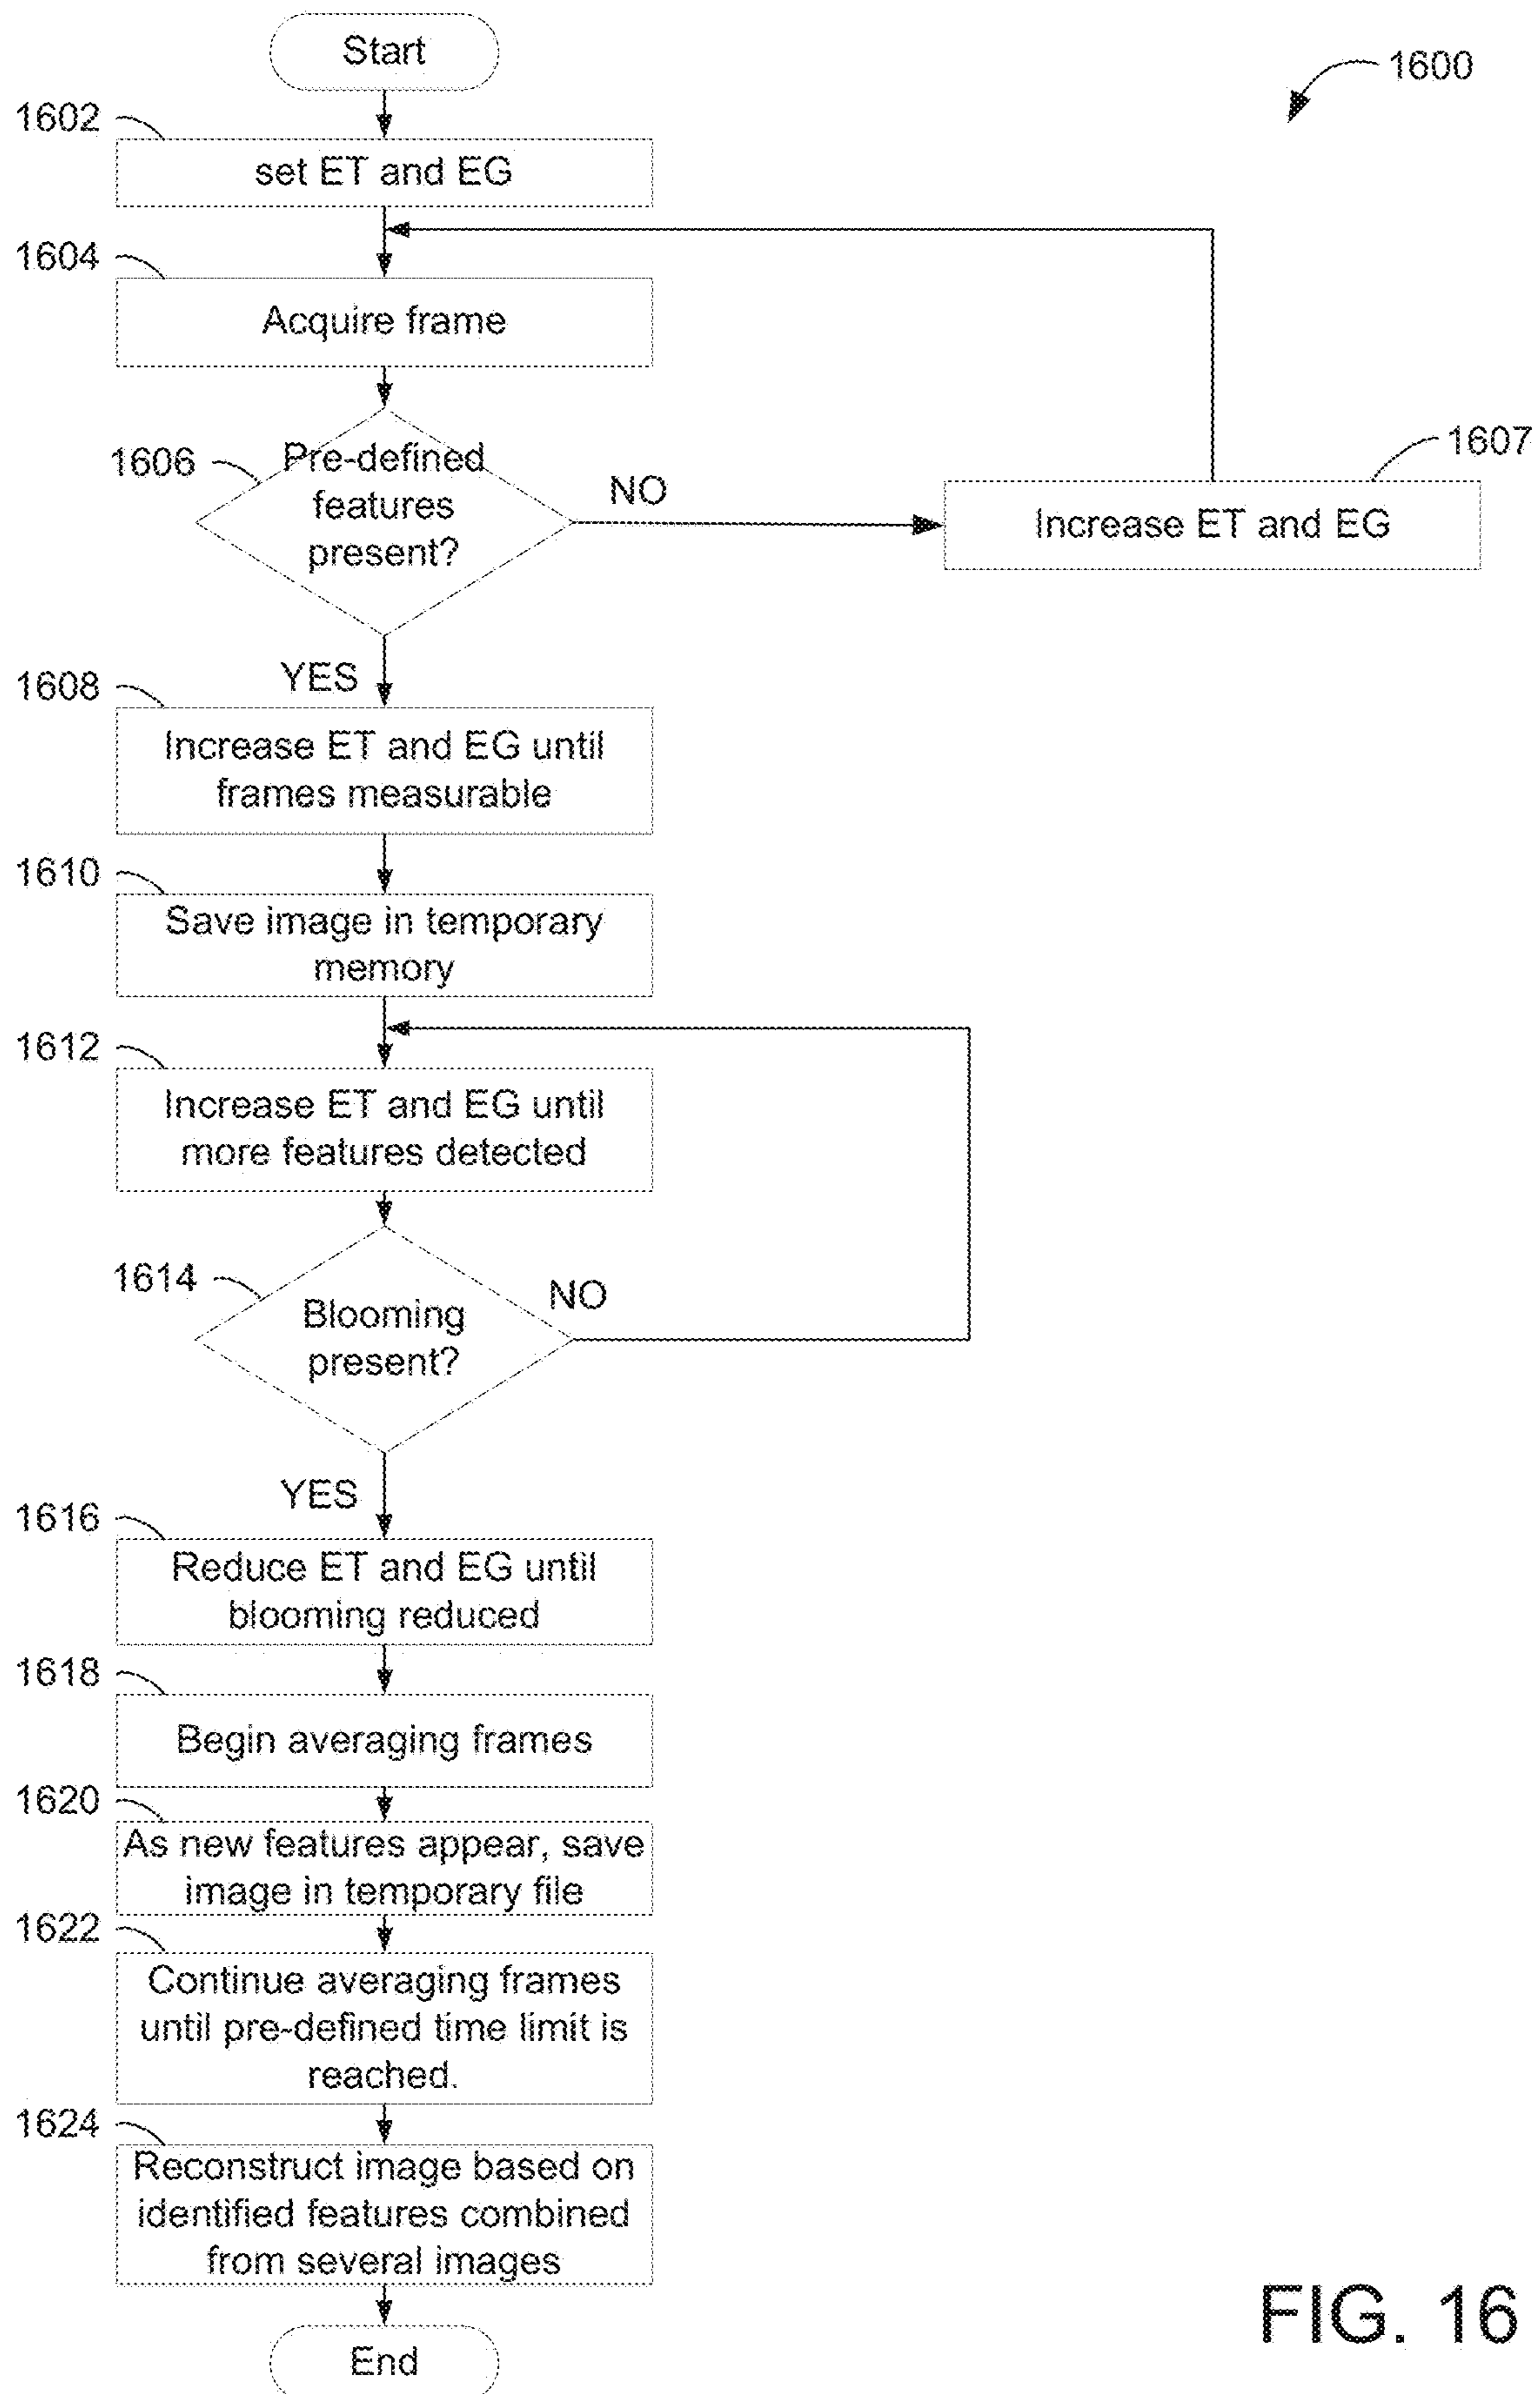 Start
1600
1602
set ET and EG
1604
Acquire frame
1606
Pre-defined
features
present?
NO
1607
Increase ET and EG
YES
1608
Increase ET and EG until
frames measurable
1610
Save image in temporary
memory
1612
Increase ET and EG until
more features detected
1614
Blooming
present?
NO
YES
1616
Reduce ET and EG until
blooming reduced
1618
Begin averaging frames
1620
As new features appear, save
image in temporary file
1622
Continue averaging frames
until pre-defined time limit is
reached.
1624
Reconstruct image based on
identified features combined
from several images
End
FIG. 16